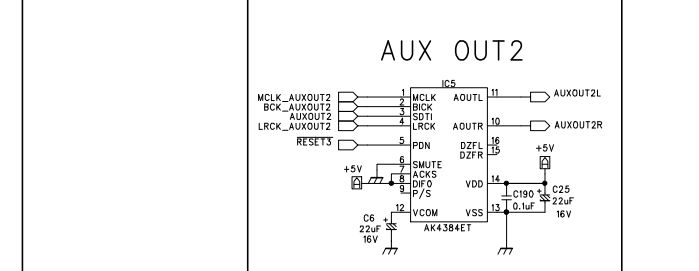 AUX OUT2
IC5
MCLK_AUXOUT2 1 MCLK AOUTL 11 AUXOUT2L
BCK_AUXOUT2 2 BICK
AUXOUT2 3 SDTI
LRCK_AUXOUT2 4 LRCK AOUTR 10 AUXOUT2R
RESET3 5 PDN DZFL 16
DZFR 15
+5V
6 SMUTE
+5V 7 ACKS
8 DIF0 VDD 14
9 P/S
C190 0.1uF
+ C25 22uF 16V
12 VCOM VSS 13
C6 22uF 16V +
AK4384ET